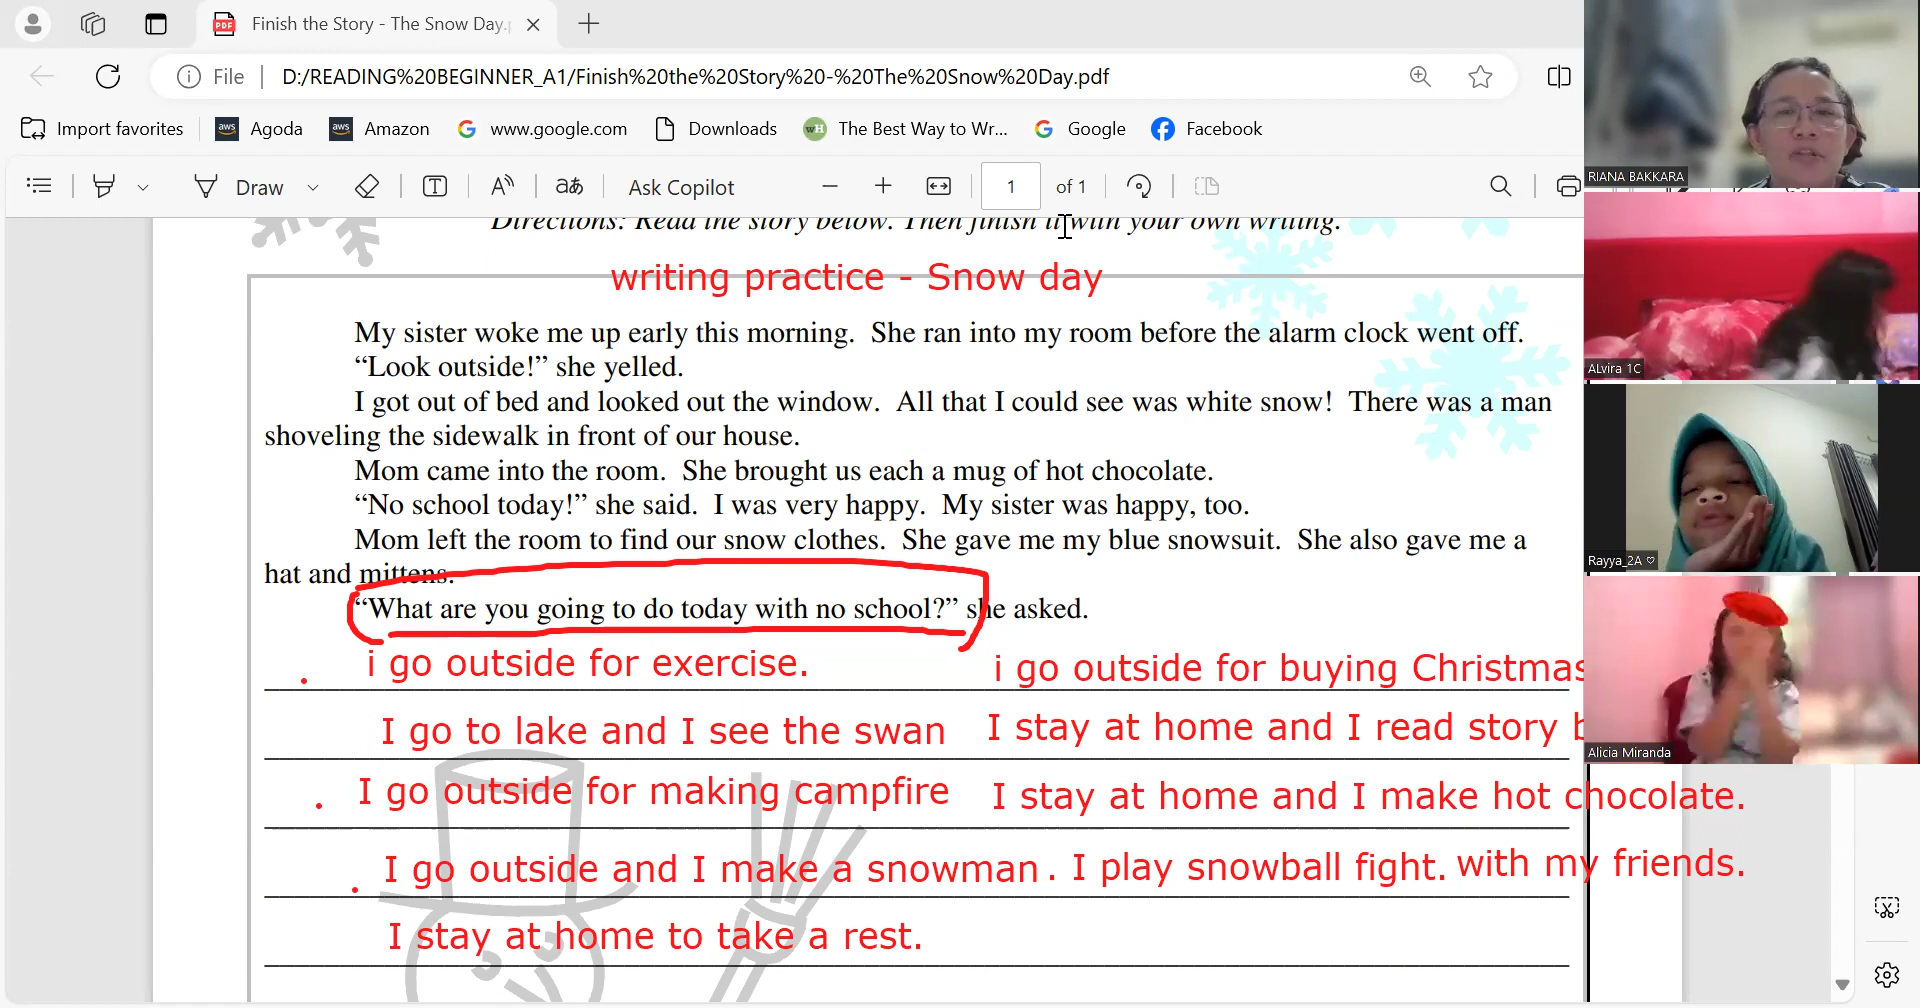 Finish the Story - The Snow Day.
File D:/READING%20BEGINNER_A1/Finish%20the%20Story%20-%20The%20Snow%20Day.pdf
Import favorites Agoda Amazon www.google.com Downloads The Best Way to Wr... Google Facebook
Draw Ask Copilot 1 of 1
Directions: Read the story below. Then finish it with your own writing.
writing practice - Snow day
My sister woke me up early this morning. She ran into my room before the alarm clock went off.
“Look outside!” she yelled.
I got out of bed and looked out the window. All that I could see was white snow! There was a man
shoveling the sidewalk in front of our house.
Mom came into the room. She brought us each a mug of hot chocolate.
“No school today!” she said. I was very happy. My sister was happy, too.
Mom left the room to find our snow clothes. She gave me my blue snowsuit. She also gave me a
hat and mittens.
“What are you going to do today with no school?” she asked.
i go outside for exercise. i go outside for buying Christmas
. I go to lake and I see the swan I stay at home and I read story b
I go outside for making campfire I stay at home and I make hot chocolate.
. I go outside and I make a snowman . I play snowball fight. with my friends.
. I stay at home to take a rest.
RIANA BAKKARA
ALvira 1C
Rayya_2A ♡
Alicia Miranda